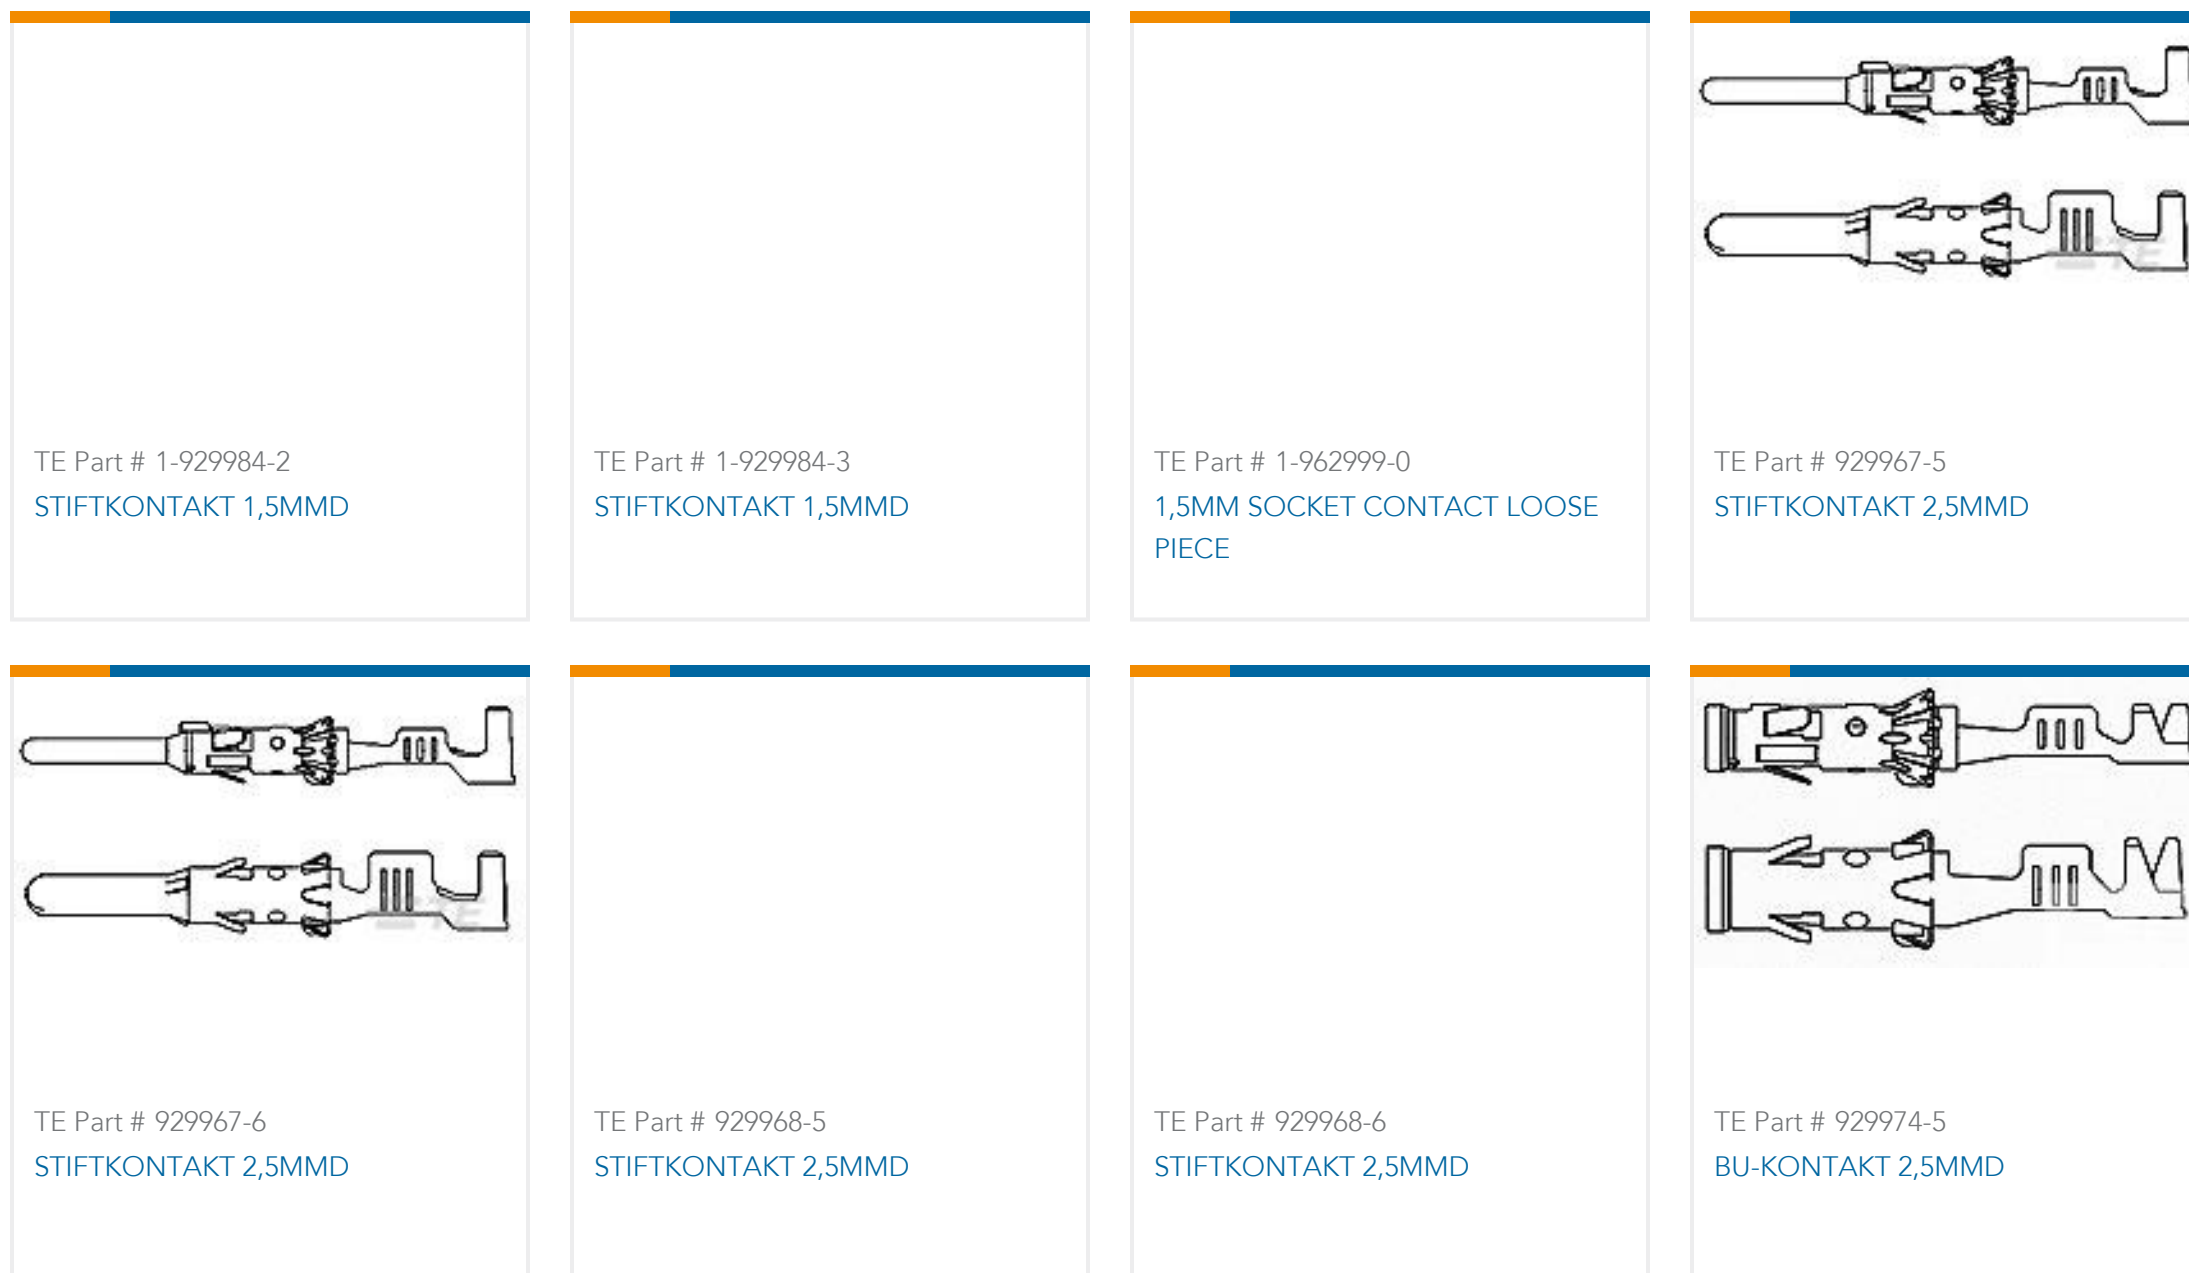 TE Part # 1-929984-2
STIFTKONTAKT 1,5MMD
TE Part # 1-929984-3
STIFTKONTAKT 1,5MMD
TE Part # 1-962999-0
1,5MM SOCKET CONTACT LOOSE
PIECE
TE Part # 929967-5
STIFTKONTAKT 2,5MMD
TE Part # 929967-6
STIFTKONTAKT 2,5MMD
TE Part # 929968-5
STIFTKONTAKT 2,5MMD
TE Part # 929968-6
STIFTKONTAKT 2,5MMD
TE Part # 929974-5
BU-KONTAKT 2,5MMD